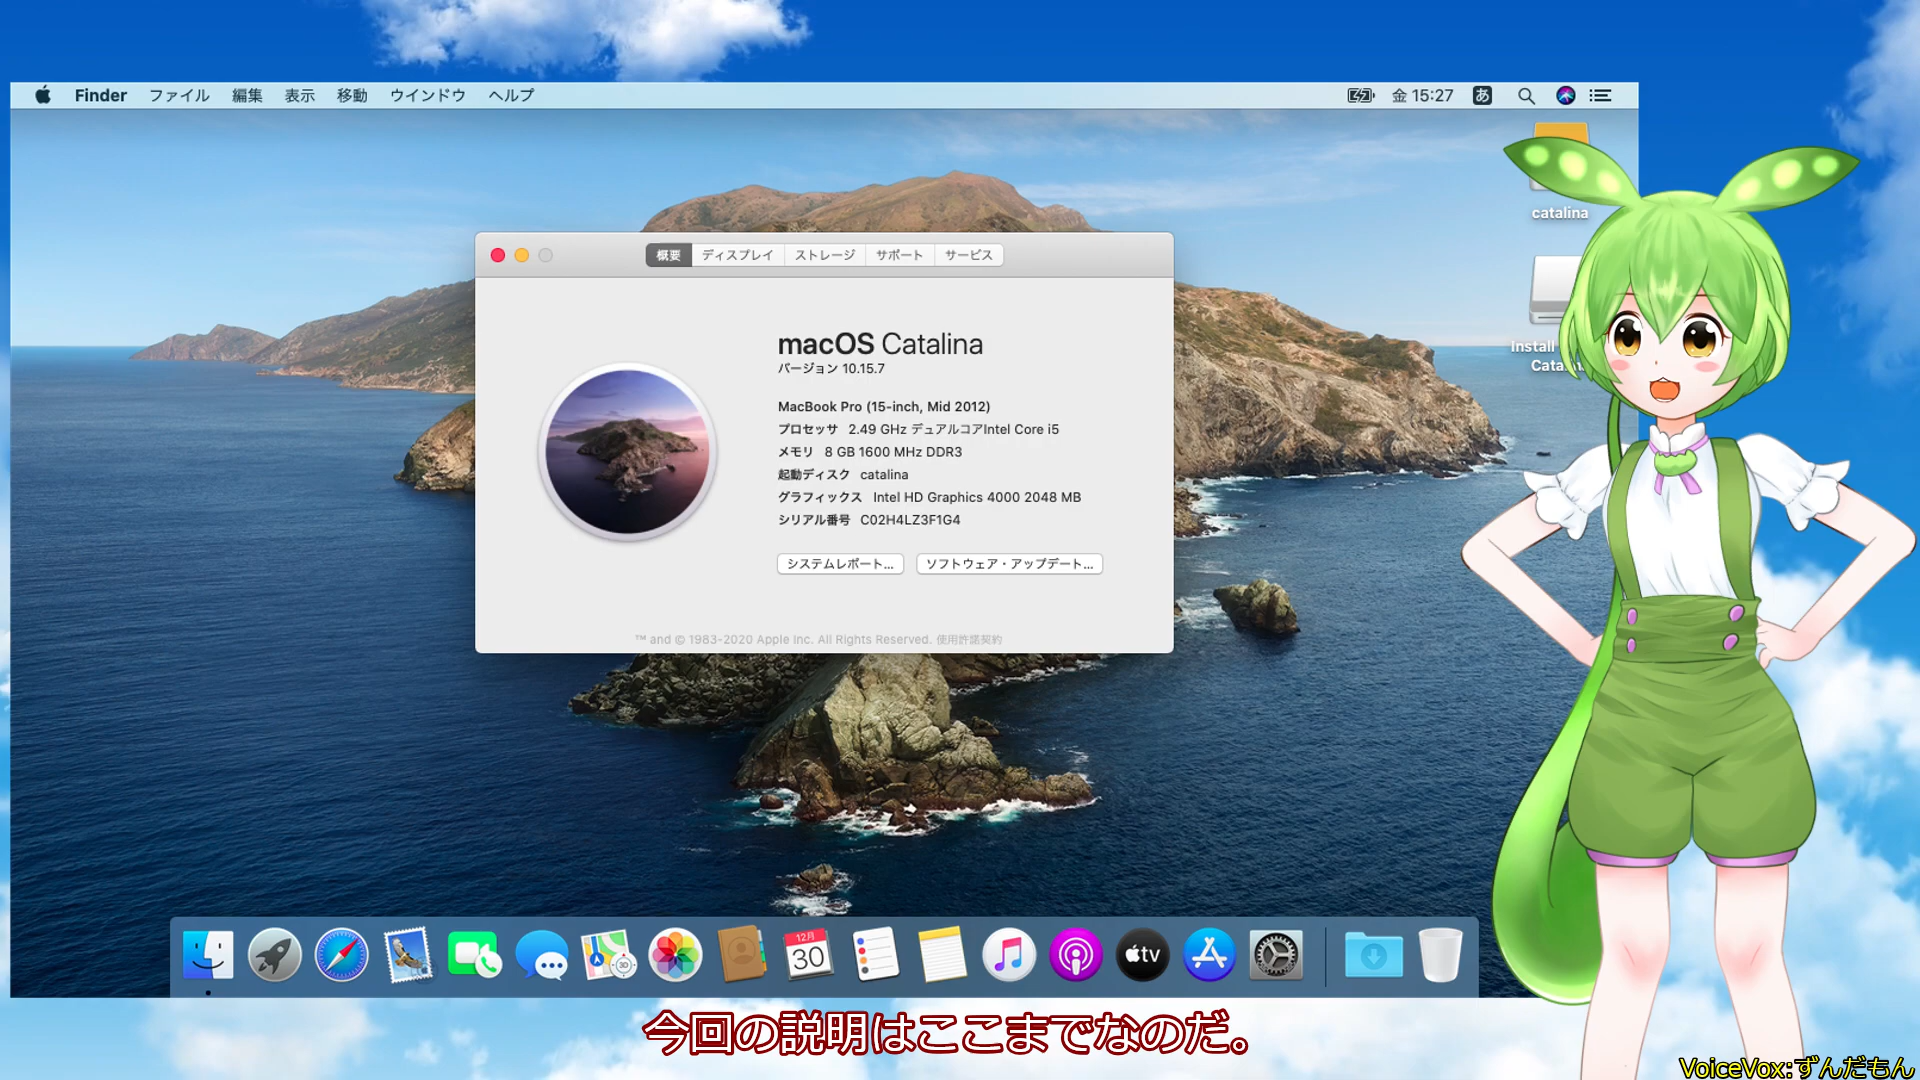 Finder ファイル 編集 表示 移動 ウインドウ ヘルプ 金 15:27 あ
catalina
Install
概要 ディスプレイ ストレージ サポート サービス
macOS Catalina
バージョン 10.15.7
MacBook Pro (15-inch, Mid 2012)
プロセッサ 2.49 GHz デュアルコアIntel Core i5
メモリ 8 GB 1600 MHz DDR3
起動ディスク catalina
グラフィックス Intel HD Graphics 4000 2048 MB
シリアル番号 C02H4LZ3F1G4
システムレポート... ソフトウェア・アップデート...
™ and © 1983-2020 Apple Inc. All Rights Reserved. 使用許諾契約
12月
30
tv
今回の説明はここまでなのだ。
VoiceVox:ずんだもん